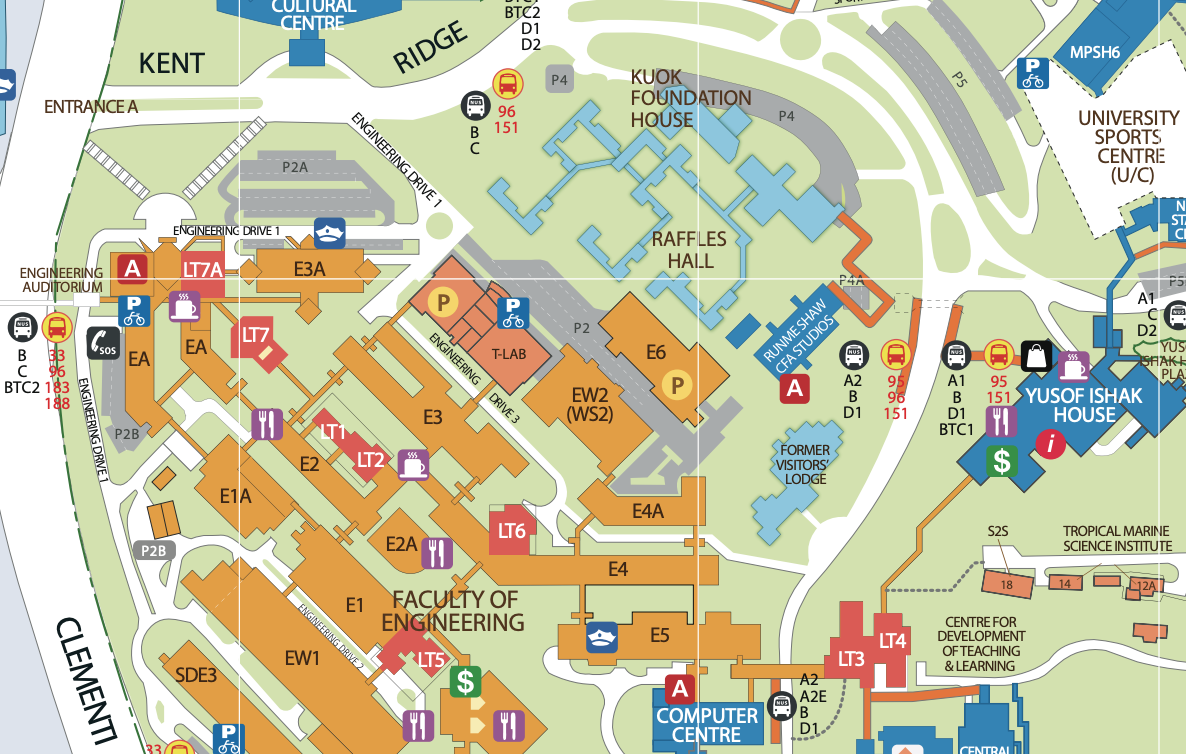 CULTURAL
CENTRE
KENT
RIDGE
BTC2
D1
D2
P4
96
151
B
C
ENTRANCE A
ENGINEERING DRIVE 1
KUOK
FOUNDATION
HOUSE
P4
P5
P
MPSH6
UNIVERSITY
SPORTS
CENTRE
(U/C)
P2A
ENGINEERING DRIVE 1
ENGINEERING
AUDITORIUM
A
LT7A
E3A
RAFFLES
HALL
P4A
P5
P
P
P
P2
T-LAB
E6
P
RUNME SHAW
CFA STUDIOS
A
NUS
B
C
BTC2
33
96
183
188
SOS
EA
EA
LT7
ENGINEERING
DRIVE 3
EW2
(WS2)
NUS
A2
B
D1
95
96
151
NUS
A1
B
D1
BTC1
95
151
A1
C
D2
YUSOF ISHAK
HOUSE
i
$
ENGINEERING DRIVE 1
P2B
LT1
LT2
E3
E2
E1A
FORMER
VISITORS'
LODGE
E4A
LT6
E2A
P2B
E4
S2S
TROPICAL MARINE
SCIENCE INSTITUTE
18
14
12A
E1
FACULTY OF
ENGINEERING
ENGINEERING DRIVE 2
E5
CENTRE FOR
DEVELOPMENT
OF TEACHING
& LEARNING
LT4
LT3
CLEMENTI
EW1
LT5
SDE3
$
A
COMPUTER
CENTRE
NUS
A2
A2E
B
D1
33
P
CENTRAL